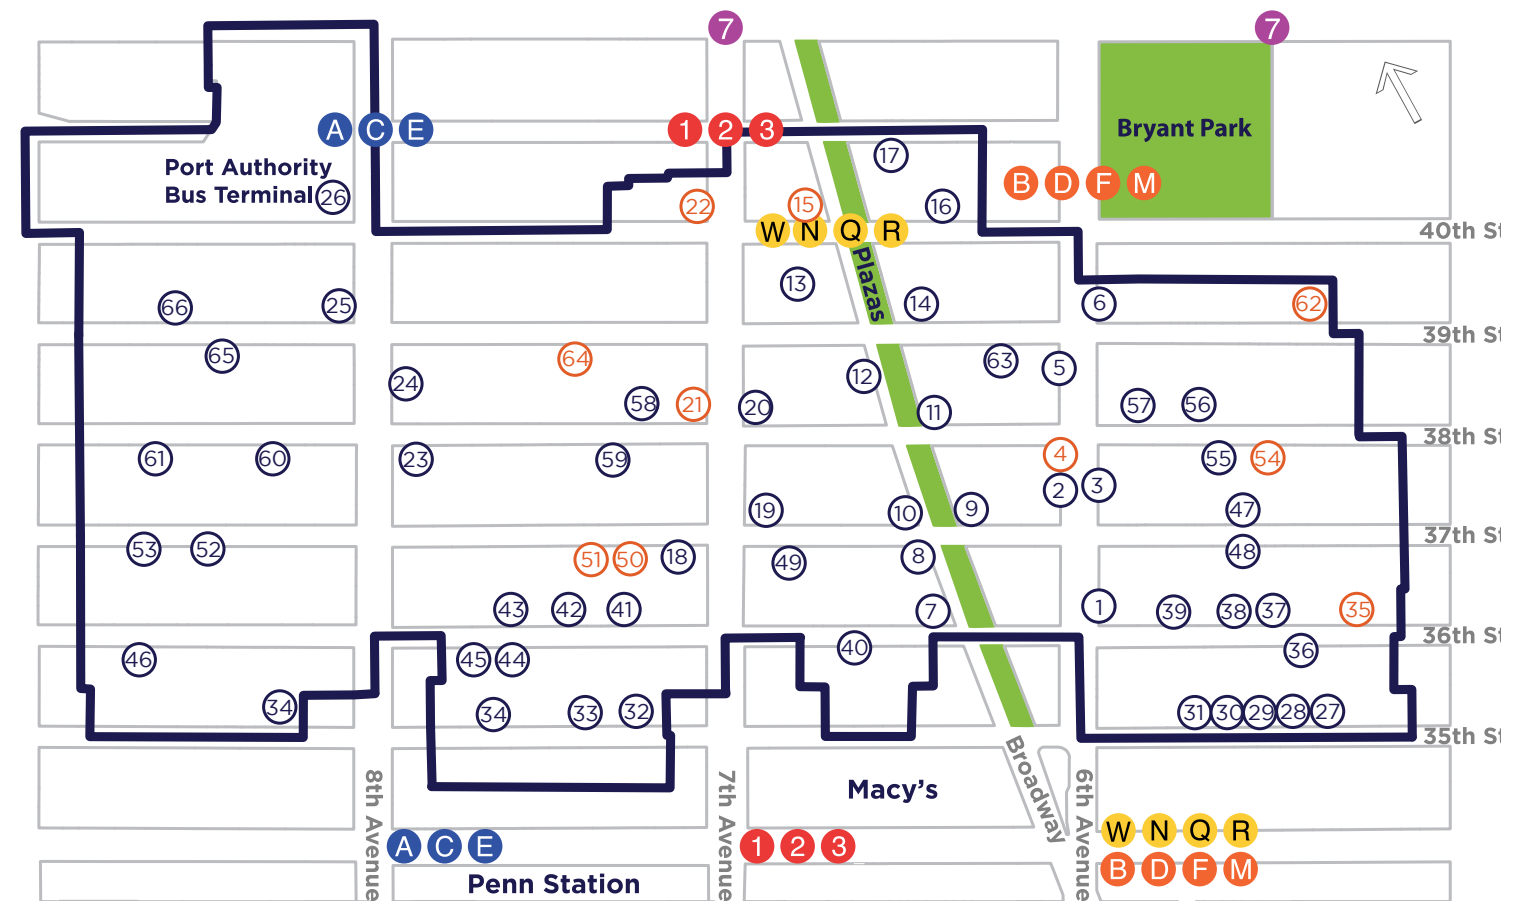 7
7
A C E
1 2 3
Bryant Park
17
Port Authority
Bus Terminal 26
B D F M
22
15
16
W N Q R
40th St
Plazas
66
25
13
14
6
62
39th St
65
24
64
58
21
20
12
11
63
5
57
56
38th St
61
60
23
59
19
10
9
4
2
3
55
54
47
37th St
53
52
51
50
18
49
8
48
43
42
41
7
1
39
38
37
35
36th St
46
45
44
40
36
34
34
33
32
31
30
29
28
27
35th St
8th Avenue
7th Avenue
Macy's
Broadway
6th Avenue
A C E
1 2 3
W N Q R
B D F M
Penn Station